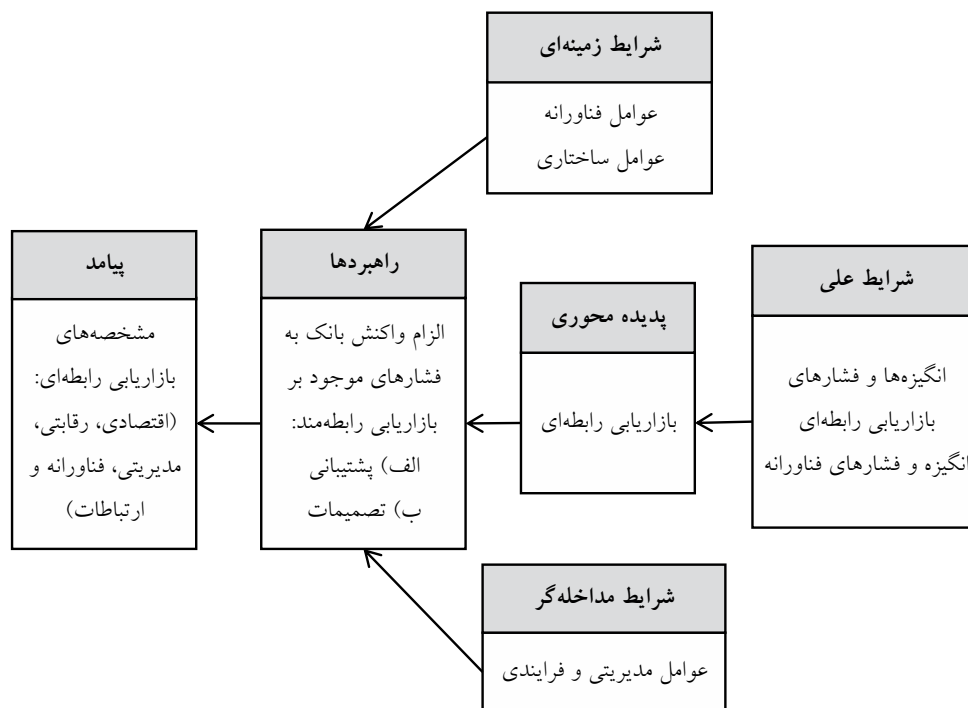 شرایط زمینه‌ای
عوامل فناورانه
عوامل ساختاری
شرایط علی
انگیزه‌ها و فشارهای
بازاریابی رابطه‌ای
انگیزه و فشارهای فناورانه
پدیده محوری
بازاریابی رابطه‌ای
راهبردها
الزام واکنش بانک به
فشارهای موجود بر
بازاریابی رابطه‌مند:
الف) پشتیبانی
ب) تصمیمات
پیامد
مشخصه‌های
بازاریابی رابطه‌ای:
(اقتصادی، رقابتی،
مدیریتی، فناورانه و
ارتباطات)
شرایط مداخله‌گر
عوامل مدیریتی و فرایندی